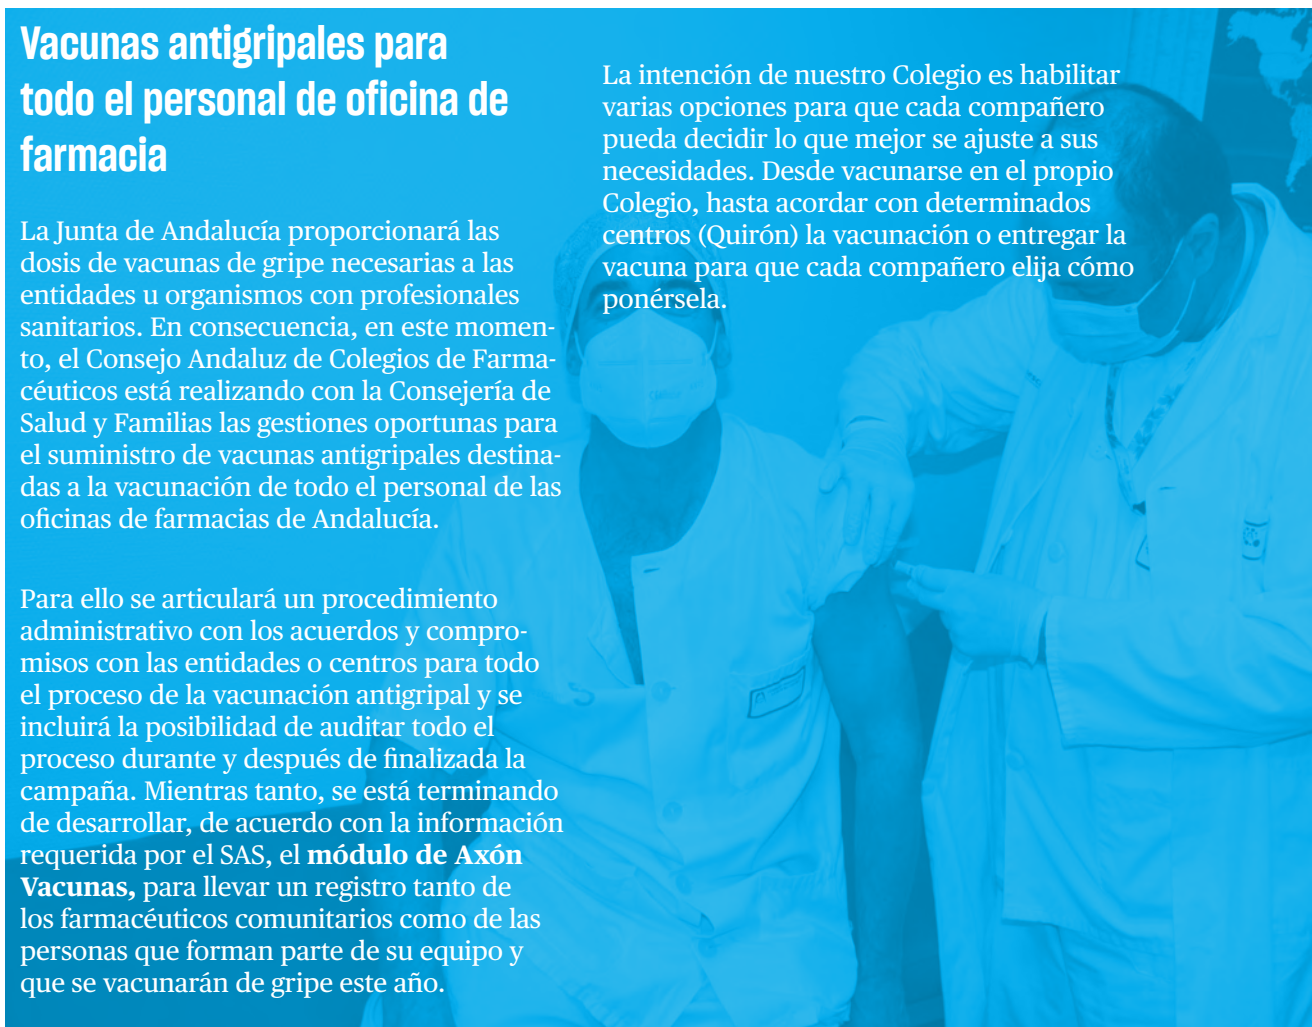 Vacunas antigripales para
todo el personal de oficina de
farmacia
La Junta de Andalucía proporcionará las
dosis de vacunas de gripe necesarias a las
entidades u organismos con profesionales
sanitarios. En consecuencia, en este momen-
to, el Consejo Andaluz de Colegios de Farma-
céuticos está realizando con la Consejería de
Salud y Familias las gestiones oportunas para
el suministro de vacunas antigripales destina-
das a la vacunación de todo el personal de las
oficinas de farmacias de Andalucía.
Para ello se articulará un procedimiento
administrativo con los acuerdos y compro-
misos con las entidades o centros para todo
el proceso de la vacunación antigripal y se
incluirá la posibilidad de auditar todo el
proceso durante y después de finalizada la
campaña. Mientras tanto, se está terminando
de desarrollar, de acuerdo con la información
requerida por el SAS, el módulo de Axón
Vacunas, para llevar un registro tanto de
los farmacéuticos comunitarios como de las
personas que forman parte de su equipo y
que se vacunarán de gripe este año.
La intención de nuestro Colegio es habilitar
varias opciones para que cada compañero
pueda decidir lo que mejor se ajuste a sus
necesidades. Desde vacunarse en el propio
Colegio, hasta acordar con determinados
centros (Quirón) la vacunación o entregar la
vacuna para que cada compañero elija cómo
ponérsela.